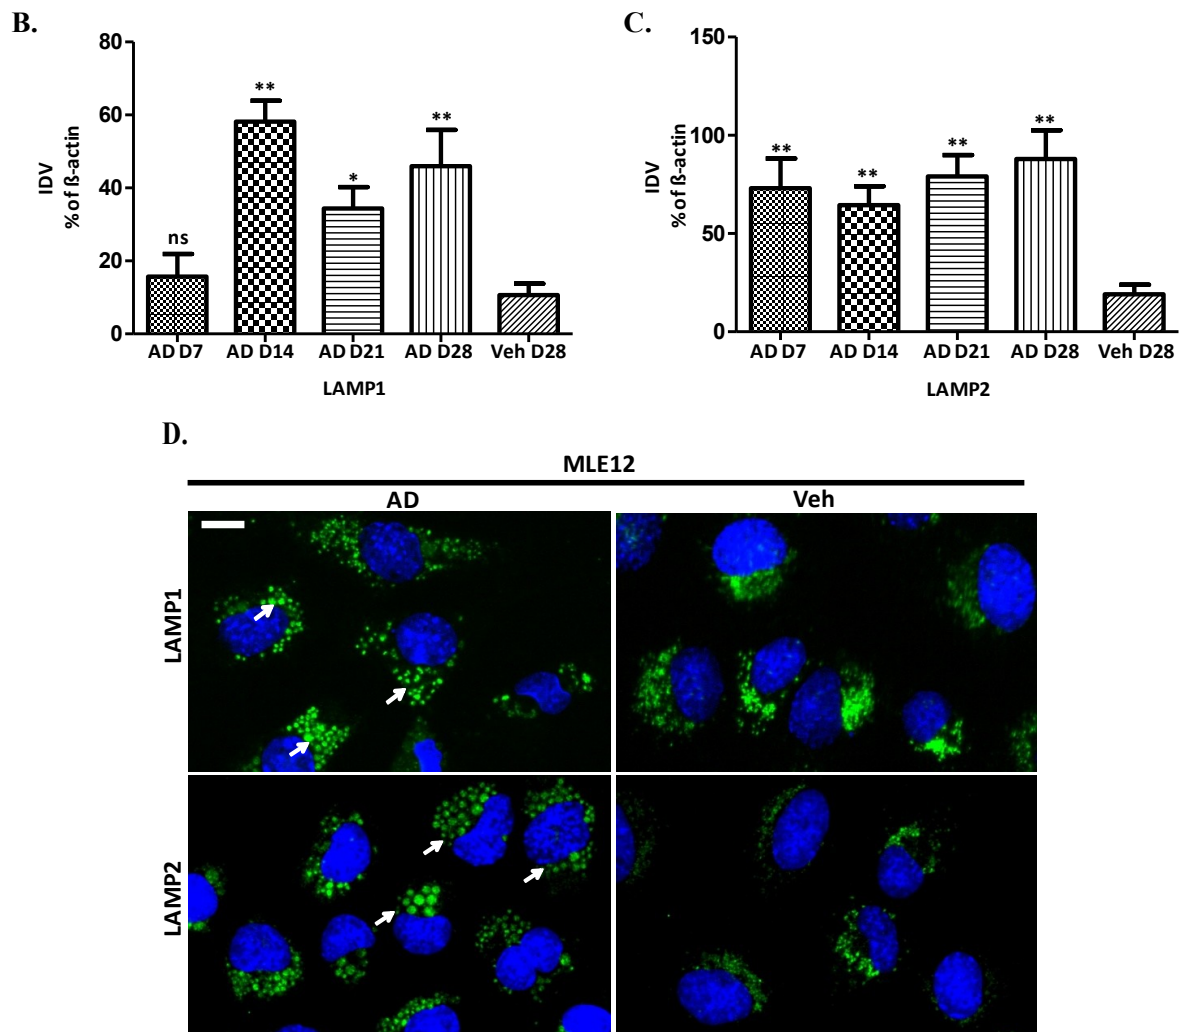 B.
80
60
40
20
0
IDV
% of ß-actin
ns
**
*
**
AD D7 AD D14 AD D21 AD D28 Veh D28
LAMP1
C.
150
100
50
0
IDV
% of ß-actin
**
**
**
**
AD D7 AD D14 AD D21 AD D28 Veh D28
LAMP2
D.
MLE12
AD Veh
LAMP1
LAMP2